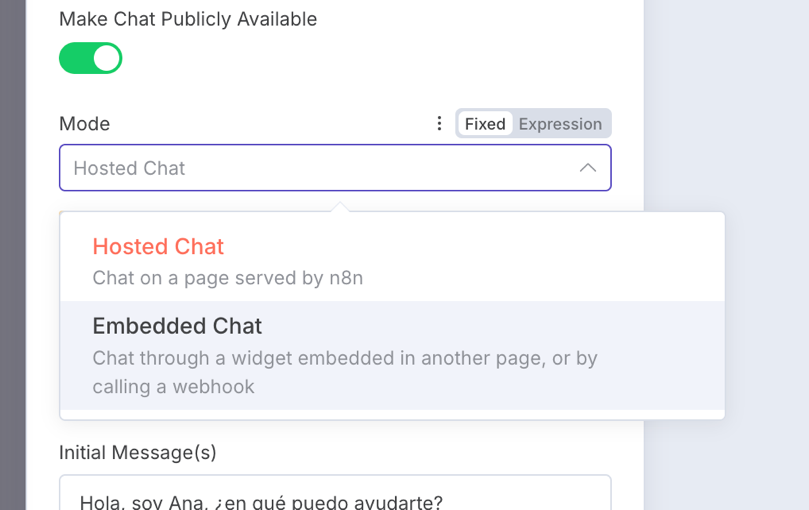 Make Chat Publicly Available
Mode
Fixed Expression
Hosted Chat
Hosted Chat
Chat on a page served by n8n
Embedded Chat
Chat through a widget embedded in another page, or by
calling a webhook
Initial Message(s)
Hola, soy Ana, ¿en qué puedo ayudarte?